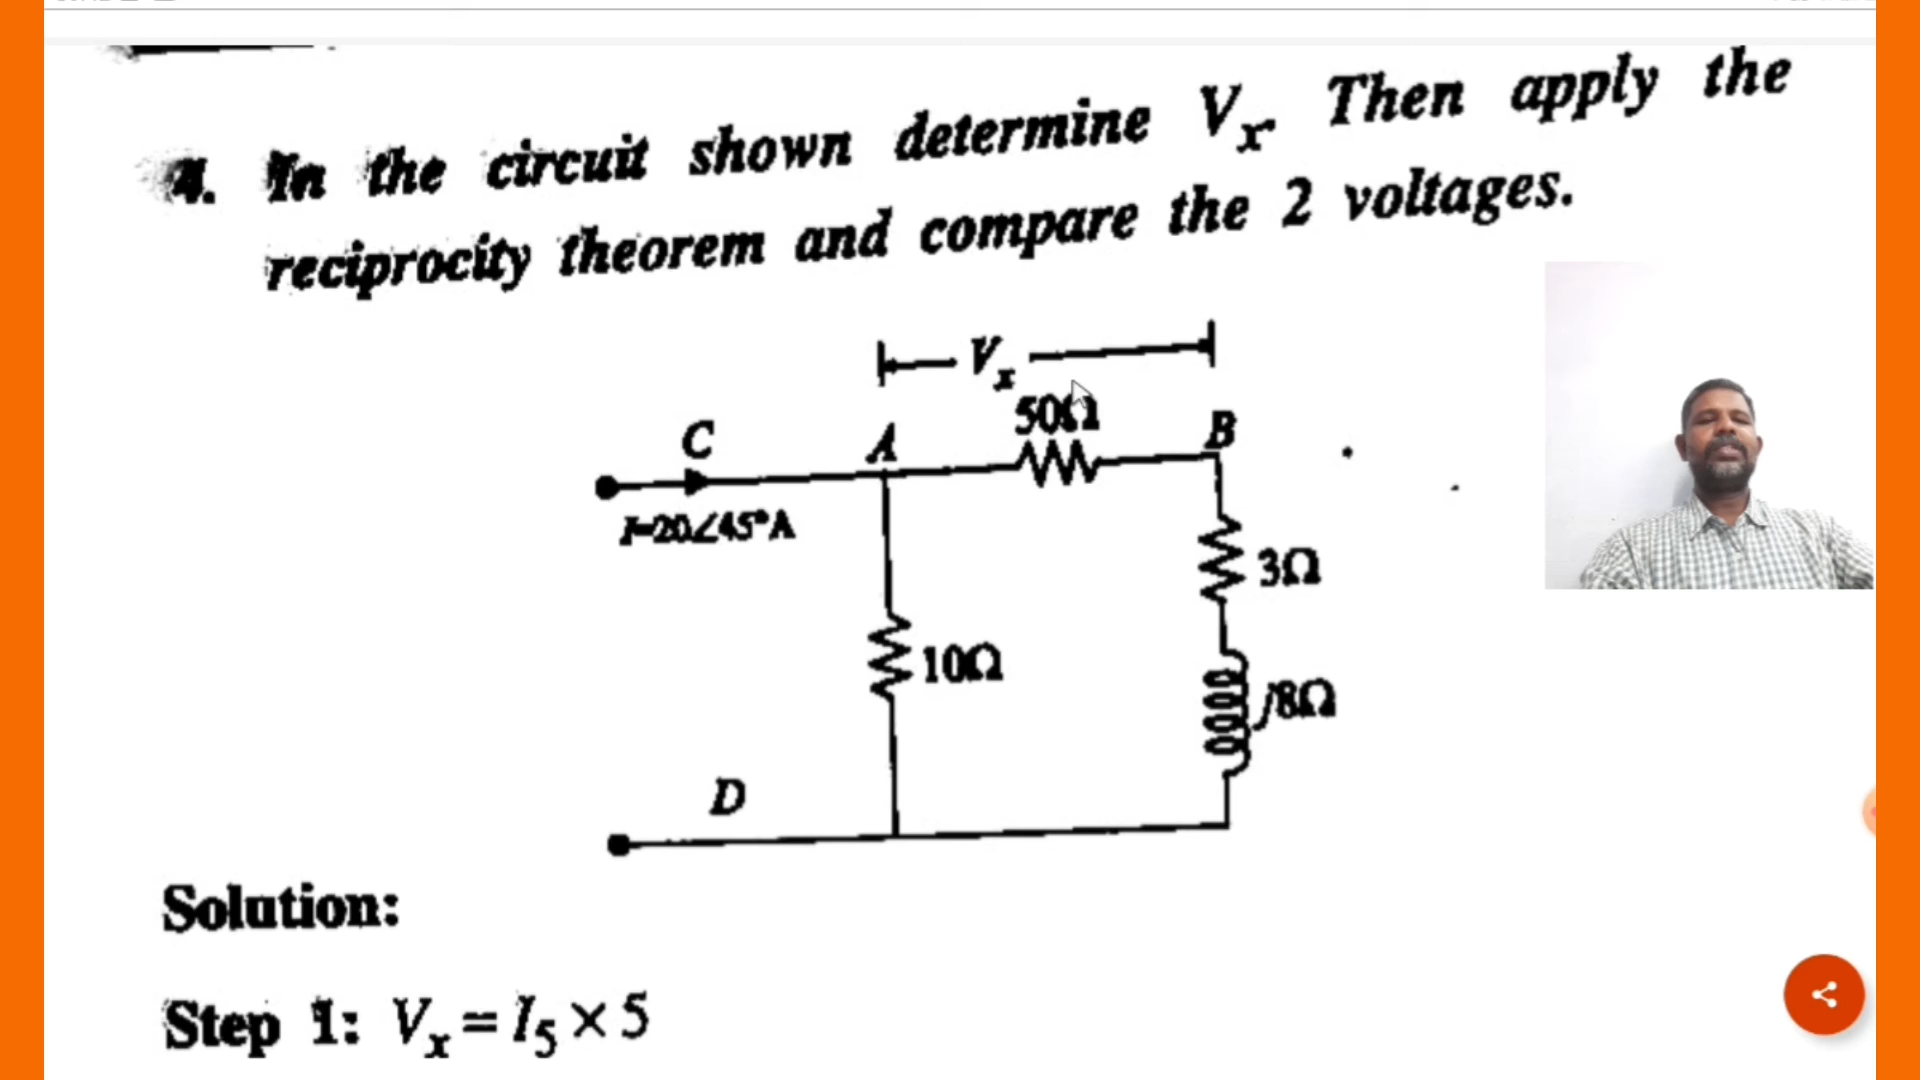 4. In the circuit shown determine Vx. Then apply the
reciprocity theorem and compare the 2 voltages.
Vx
50Ω
C
A
B
I=20∠45°A
3Ω
10Ω
j8Ω
D
Solution:
Step 1: Vx = I5 × 5